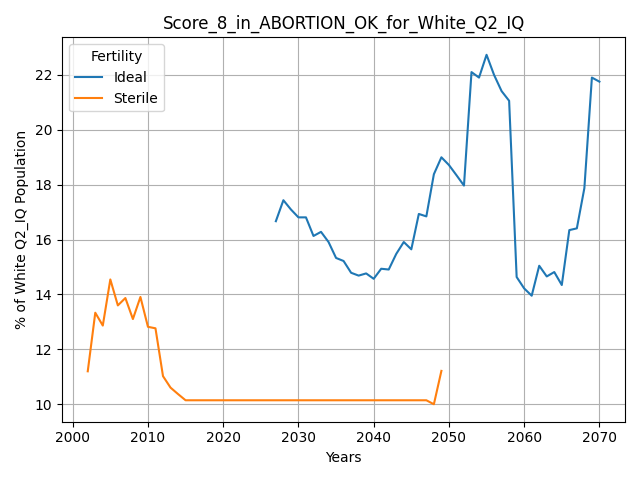 Score_8_in_ABORTION_OK_for_White_Q2_IQ
Fertility
Ideal
Sterile
% of White Q2_IQ Population
22
20
18
16
14
12
10
2000 2010 2020 2030 2040 2050 2060 2070
Years